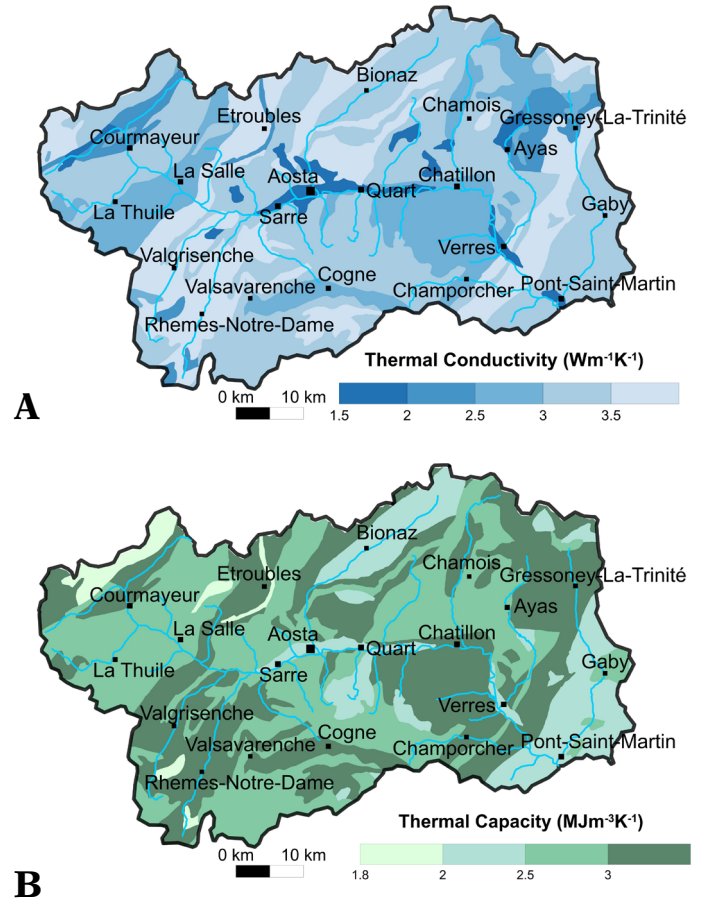 Bionaz
Chamois
Etroubles
Gressoney-La-Trinité
Courmayeur
Ayas
La Salle
Aosta
Chatillon
Quart
La Thuile
Sarre
Gaby
Verres
Valgrisenche
Cogne
Valsavarenche
Champorcher
Pont-Saint-Martin
Rhemes-Notre-Dame
Thermal Conductivity (Wm-1K-1)
A
0 km 10 km
1.5 2 2.5 3 3.5
Bionaz
Chamois
Etroubles
Gressoney-La-Trinité
Courmayeur
Ayas
La Salle
Aosta
Chatillon
Quart
La Thuile
Sarre
Gaby
Verres
Valgrisenche
Cogne
Valsavarenche
Champorcher
Pont-Saint-Martin
Rhemes-Notre-Dame
Thermal Capacity (MJm-3K-1)
0 km 10 km
1.8 2 2.5 3
B